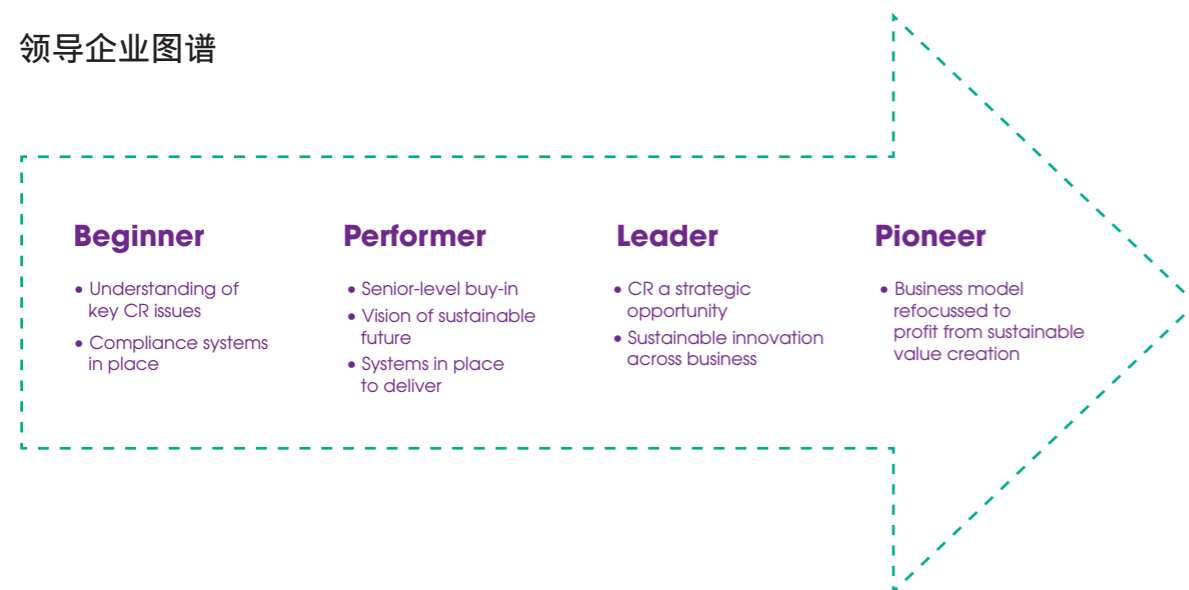 领导企业图谱
Beginner
• Understanding of
key CR issues
• Compliance systems
in place
Performer
• Senior-level buy-in
• Vision of sustainable
future
• Systems in place
to deliver
Leader
• CR a strategic
opportunity
• Sustainable innovation
across business
Pioneer
• Business model
refocussed to
profit from sustainable
value creation